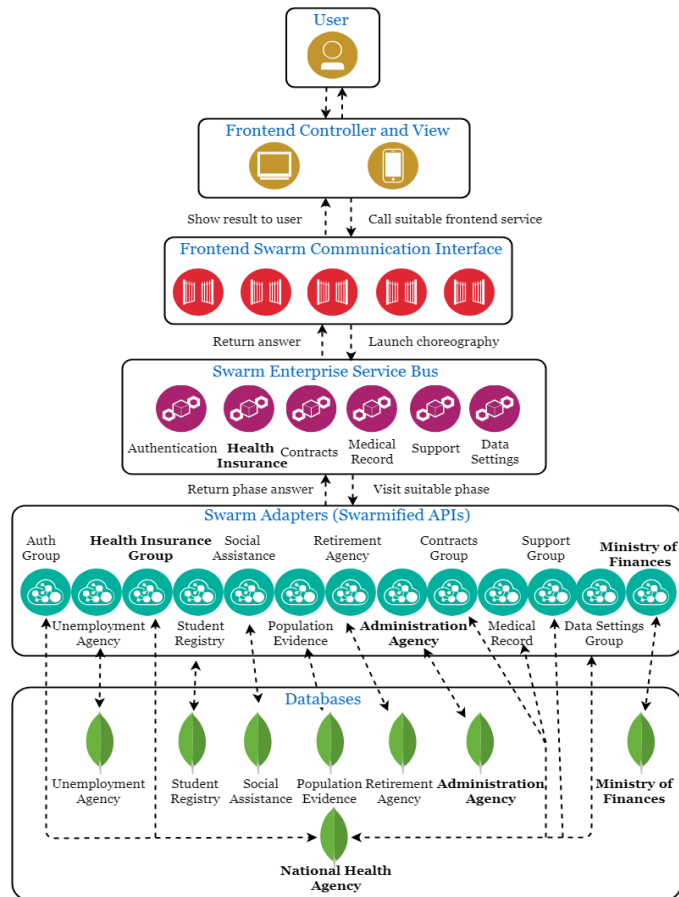 User
Frontend Controller and View
Show result to user
Call suitable frontend service
Frontend Swarm Communication Interface
Return answer
Launch choreography
Swarm Enterprise Service Bus
Authentication
Health
Insurance
Contracts
Medical
Record
Support
Data
Settings
Return phase answer
Visit suitable phase
Swarm Adapters (Swarmified APIs)
Auth
Group
Health Insurance
Group
Social
Assistance
Retirement
Agency
Contracts
Group
Support
Group
Ministry of
Finances
Unemployment
Agency
Student
Registry
Population
Evidence
Administration
Agency
Medical
Record
Data Settings
Group
Databases
Unemployment
Agency
Student
Registry
Social
Assistance
Population
Evidence
Retirement
Agency
Administration
Agency
Ministry of
Finances
National Health
Agency